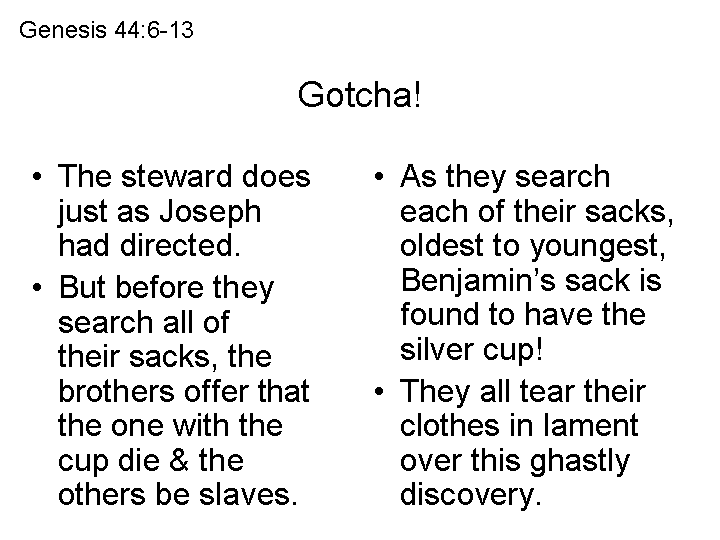 Genesis 44:6-13
Gotcha!
• The steward does
just as Joseph
had directed.
• But before they
search all of
their sacks, the
brothers offer that
the one with the
cup die & the
others be slaves.
• As they search
each of their sacks,
oldest to youngest,
Benjamin’s sack is
found to have the
silver cup!
• They all tear their
clothes in lament
over this ghastly
discovery.